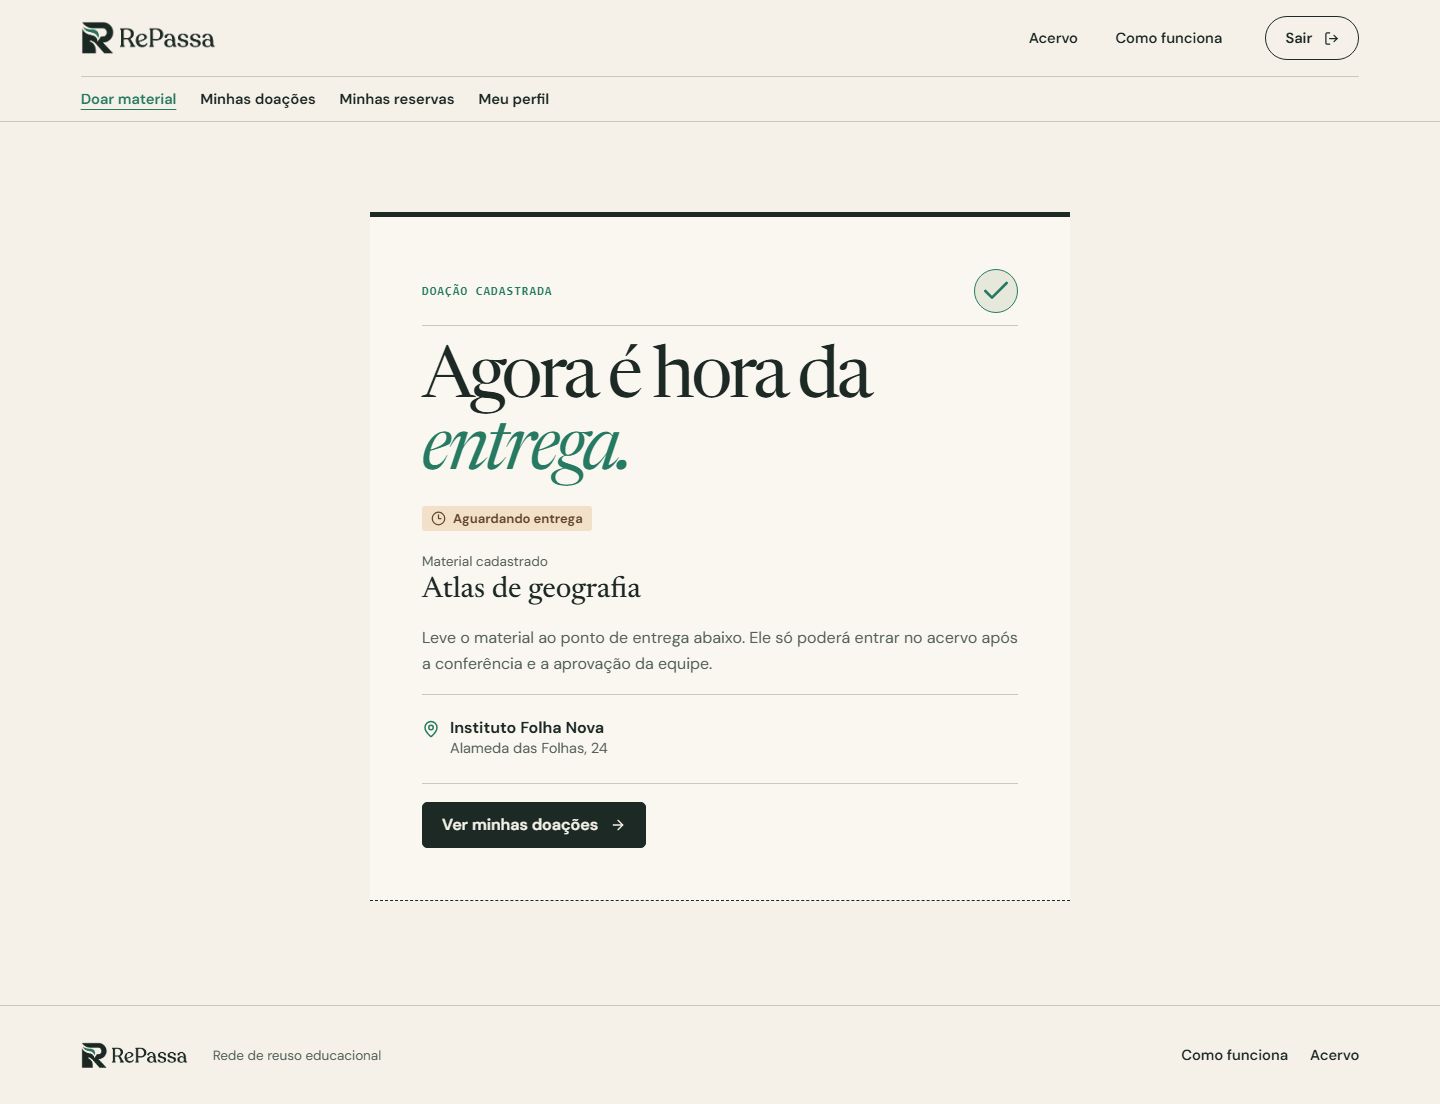 RePassa
Acervo
Como funciona
Sair
Doar material
Minhas doações
Minhas reservas
Meu perfil
DOAÇÃO CADASTRADA
Agora é hora da
entrega.
Aguardando entrega
Material cadastrado
Atlas de geografia
Leve o material ao ponto de entrega abaixo. Ele só poderá entrar no acervo após
a conferência e a aprovação da equipe.
Instituto Folha Nova
Alameda das Folhas, 24
Ver minhas doações
RePassa
Rede de reuso educacional
Como funciona
Acervo